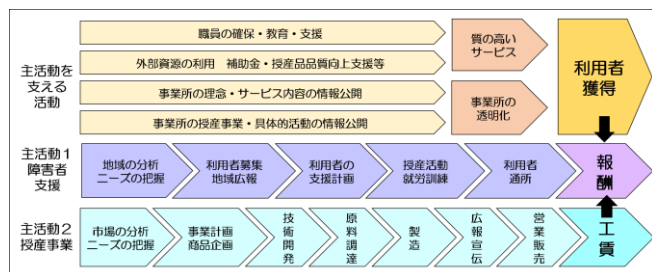 主活動を
支える
活動
職員の確保・教育・支援
外部資源の利用　補助金・授産品品質向上支援等
事業所の理念・サービス内容の情報公開
事業所の授産事業・具体的活動の情報公開
質の高い
サービス
事業所の
透明化
利用者
獲得
主活動1
障害者
支援
地域の分析
ニーズの把握
利用者募集
地域広報
利用者の
支援計画
授産活動
就労訓練
利用者
通所
報酬
主活動2
授産事業
市場の分析
ニーズの把握
事業計画
商品企画
技術開発
原料調達
製造
広報宣伝
営業販売
工賃